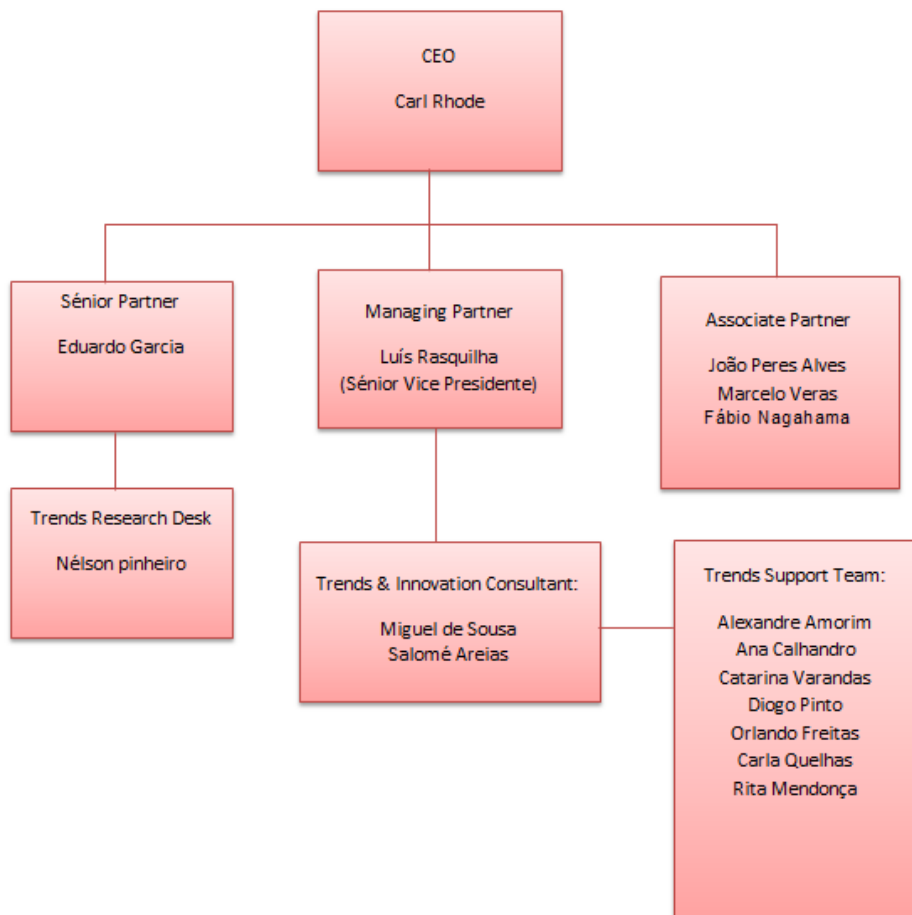 CEO
Carl Rhode
Sénior Partner
Eduardo Garcia
Managing Partner
Luís Rasquilha
(Sénior Vice Presidente)
Associate Partner
João Peres Alves
Marcelo Veras
Fábio Nagahama
Trends Research Desk
Nélson pinheiro
Trends & Innovation Consultant:
Miguel de Sousa
Salomé Areias
Trends Support Team:
Alexandre Amorim
Ana Calhandro
Catarina Varandas
Diogo Pinto
Orlando Freitas
Carla Quelhas
Rita Mendonça